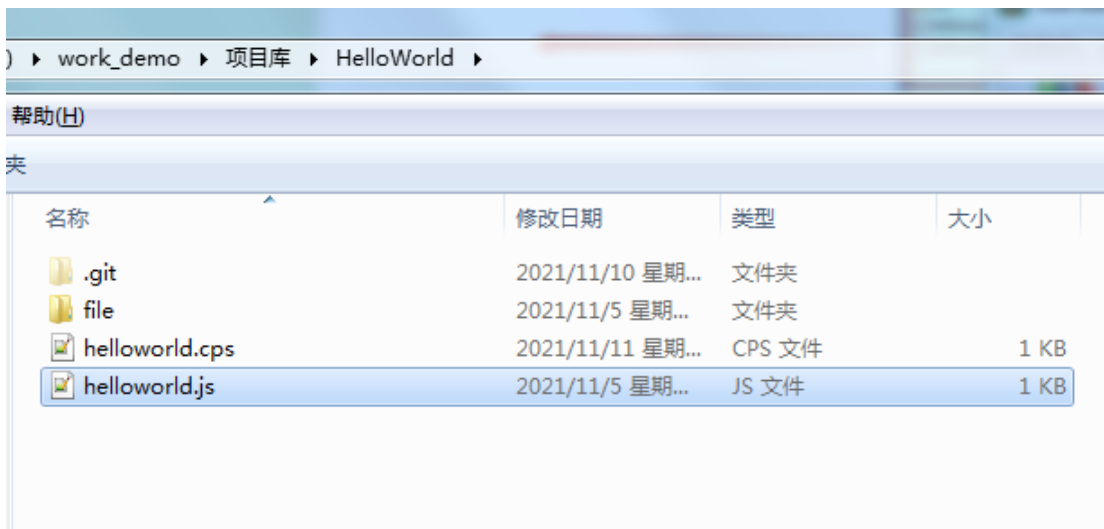 ) ▸ work_demo ▸ 项目库 ▸ HelloWorld ▸
帮助(H)
夹
名称 修改日期 类型 大小
.git 2021/11/10 星期... 文件夹
file 2021/11/5 星期... 文件夹
helloworld.cps 2021/11/11 星期... CPS 文件 1 KB
helloworld.js 2021/11/5 星期... JS 文件 1 KB